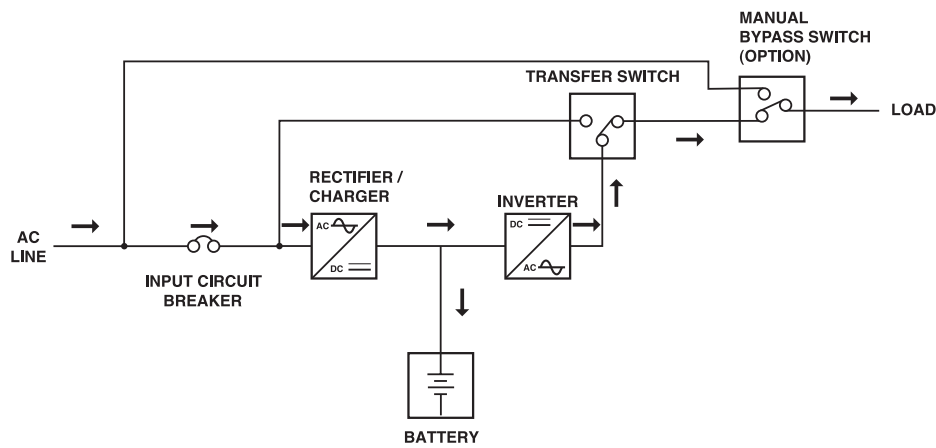 MANUAL
BYPASS SWITCH
(OPTION)
TRANSFER SWITCH
LOAD
RECTIFIER /
CHARGER
INVERTER
AC
DC
DC
AC
AC
LINE
INPUT CIRCUIT
BREAKER
BATTERY